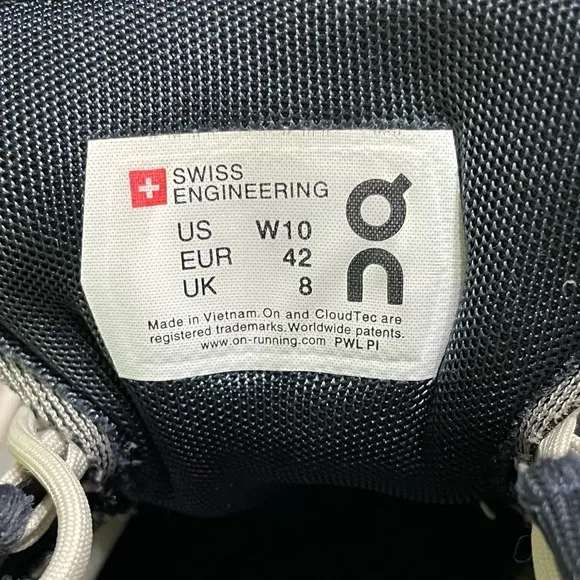 SWISS
ENGINEERING
US W10
EUR 42
UK 8
Made in Vietnam. On and CloudTec are
registered trademarks. Worldwide patents.
www.on-running.com PWL PI
On